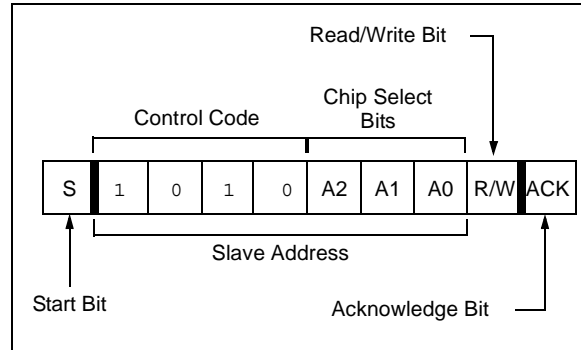 Read/Write Bit
Chip Select
Bits
Control Code
S 1 0 1 0 A2 A1 A0 R/W ACK
Slave Address
Start Bit
Acknowledge Bit